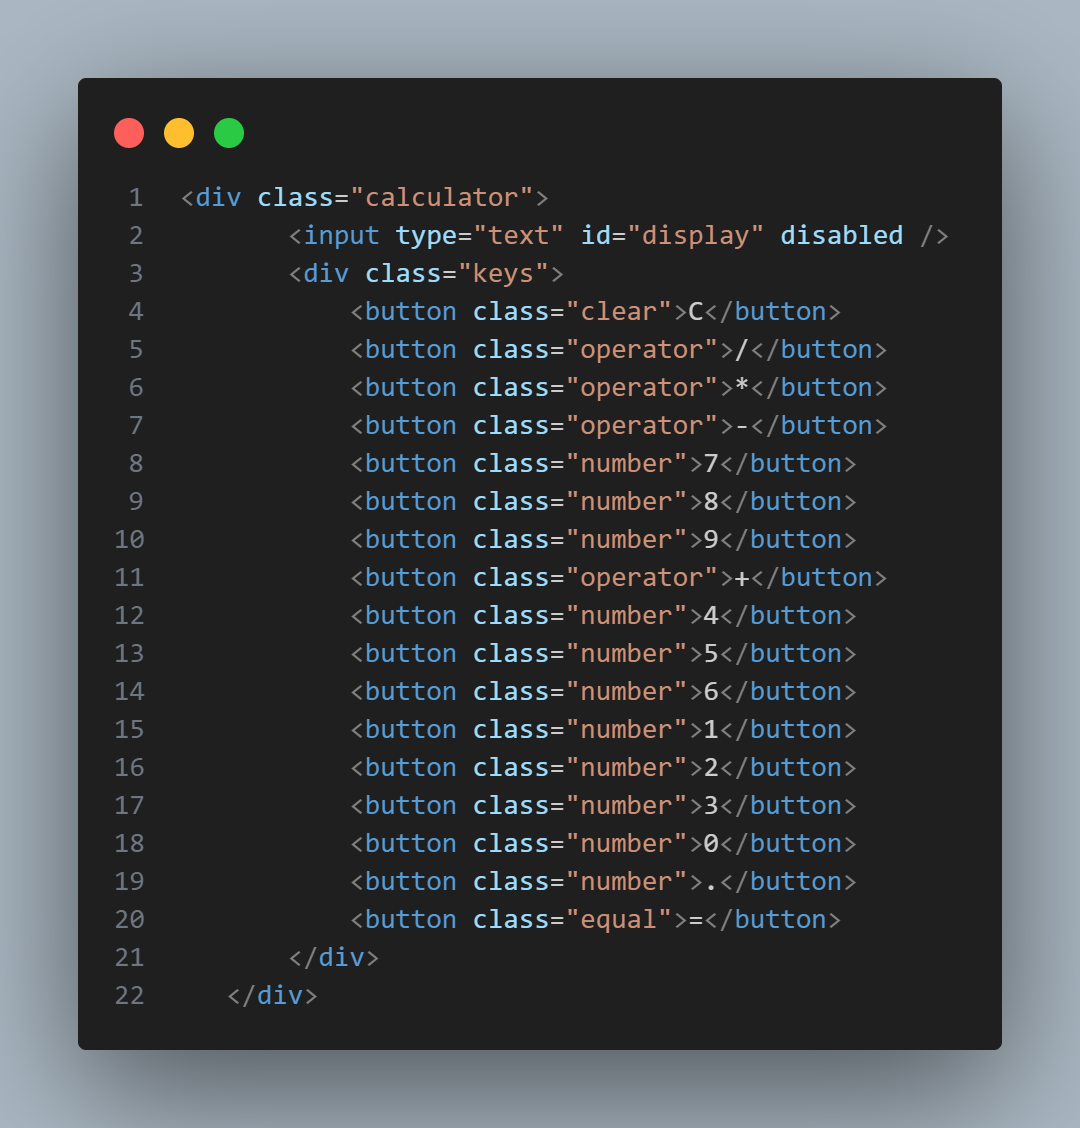 1 <div class="calculator">
2 <input type="text" id="display" disabled />
3 <div class="keys">
4 <button class="clear">C</button>
5 <button class="operator">/</button>
6 <button class="operator">*</button>
7 <button class="operator">-</button>
8 <button class="number">7</button>
9 <button class="number">8</button>
10 <button class="number">9</button>
11 <button class="operator">+</button>
12 <button class="number">4</button>
13 <button class="number">5</button>
14 <button class="number">6</button>
15 <button class="number">1</button>
16 <button class="number">2</button>
17 <button class="number">3</button>
18 <button class="number">0</button>
19 <button class="number">.</button>
20 <button class="equal">=</button>
21 </div>
22 </div>